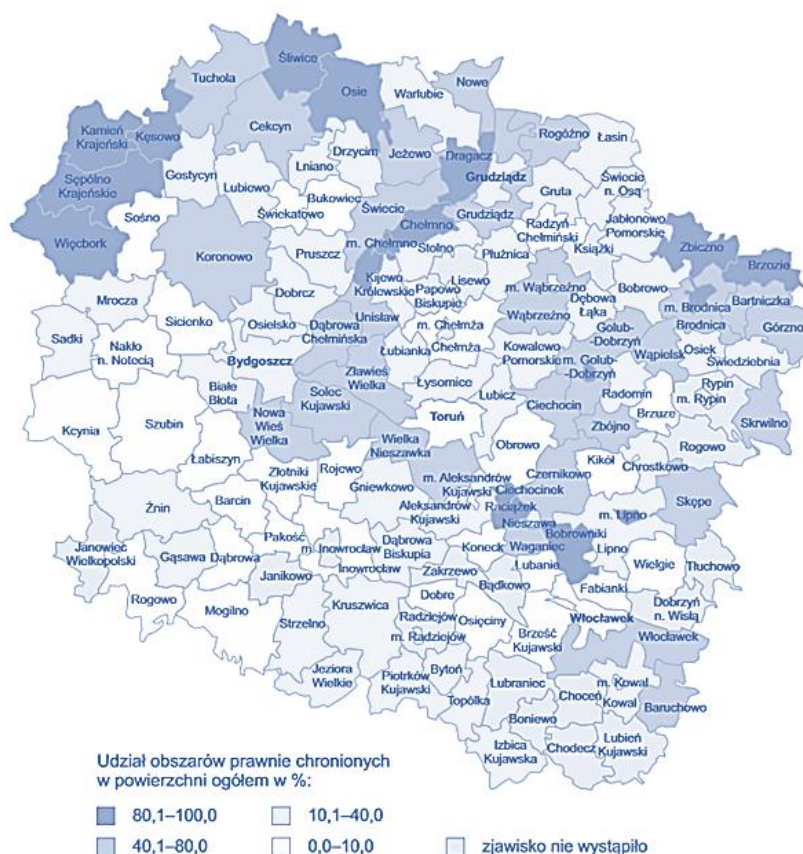 Śliwice
Tuchola
Nowe
Osie
Warlubie
Cekcyn
Rogóźno
Łasin
Kamień
Krajeński
Kęsowo
Drzycim
Jeżewo
Dragacz
Lniano
Grudziądz
Świecie
n. Osą
Sępólno
Krajeńskie
Gostycyn
Lubiewo
Bukowiec
Gruta
Świekatowo
Świecie
Grudziądz
Radzyń
Chełmiński
Jabłonowo
Pomorskie
Sośno
Chełmno
m. Chełmno
Stolno
Książki
Zbiczno
Więcbork
Koronowo
Pruszcz
Płużnica
Brzozie
Kijewo
Królewskie
Papowo
Biskupie
Lisewo
m. Wąbrzeźno
Bobrowo
Mrocza
Dobrcz
Dębowa
Łąka
m. Brodnica
Bartniczka
Sicienko
Unisław
Wąbrzeźno
Brodnica
Osielsko
Dąbrowa
Chełmińska
m. Chełmża
Golub-
-Dobrzyń
Górzno
Sadki
Nakło
n. Notecią
Chełmża
Łubianka
Kowalewo
Pomorskie
m. Golub-
-Dobrzyń
Wąpielsk
Osiek
Świedziebnia
Bydgoszcz
Zławieś
Wielka
Łysomice
Białe
Błota
Solec
Kujawski
Lubicz
Radomin
Rypin
m. Rypin
Ciechocin
Toruń
Brzuze
Kcynia
Szubin
Nowa
Wieś
Wielka
Skrwilno
Zbójno
Wielka
Nieszawka
Obrowo
Rogowo
Łabiszyn
Kikół
Złotniki
Kujawskie
Rojewo
Chrostkowo
m. Aleksandrów
Kujawski
Czernikowo
Gniewkowo
Ciechocinek
Żnin
Barcin
Aleksandrów
Kujawski
Raciążek
Skępe
m. Lipno
Nieszawa
Pakość
Bobrowniki
Janowiec
Wielkopolski
Gąsawa
Dąbrowa
m. Inowrocław
Dąbrowa
Biskupia
Koneck
Waganiec
Lipno
Inowrocław
Lubanie
Wielgie
Tłuchowo
Janikowo
Zakrzewo
Bądkowo
Fabianki
Rogowo
Mogilno
Dobre
Dobrzyń
n. Wisłą
Kruszwica
Radziejów
Osięciny
Włocławek
Strzelno
m. Radziejów
Brześć
Kujawski
Włocławek
Jeziora
Wielkie
Piotrków
Kujawski
Bytoń
Lubraniec
m. Kowal
Topólka
Choceń
Kowal
Baruchowo
Boniewo
Izbica
Kujawska
Chodecz
Lubień
Kujawski
Udział obszarów prawnie chronionych
w powierzchni ogółem w %:
80,1–100,0 10,1–40,0
40,1–80,0 0,0–10,0 zjawisko nie wystąpiło